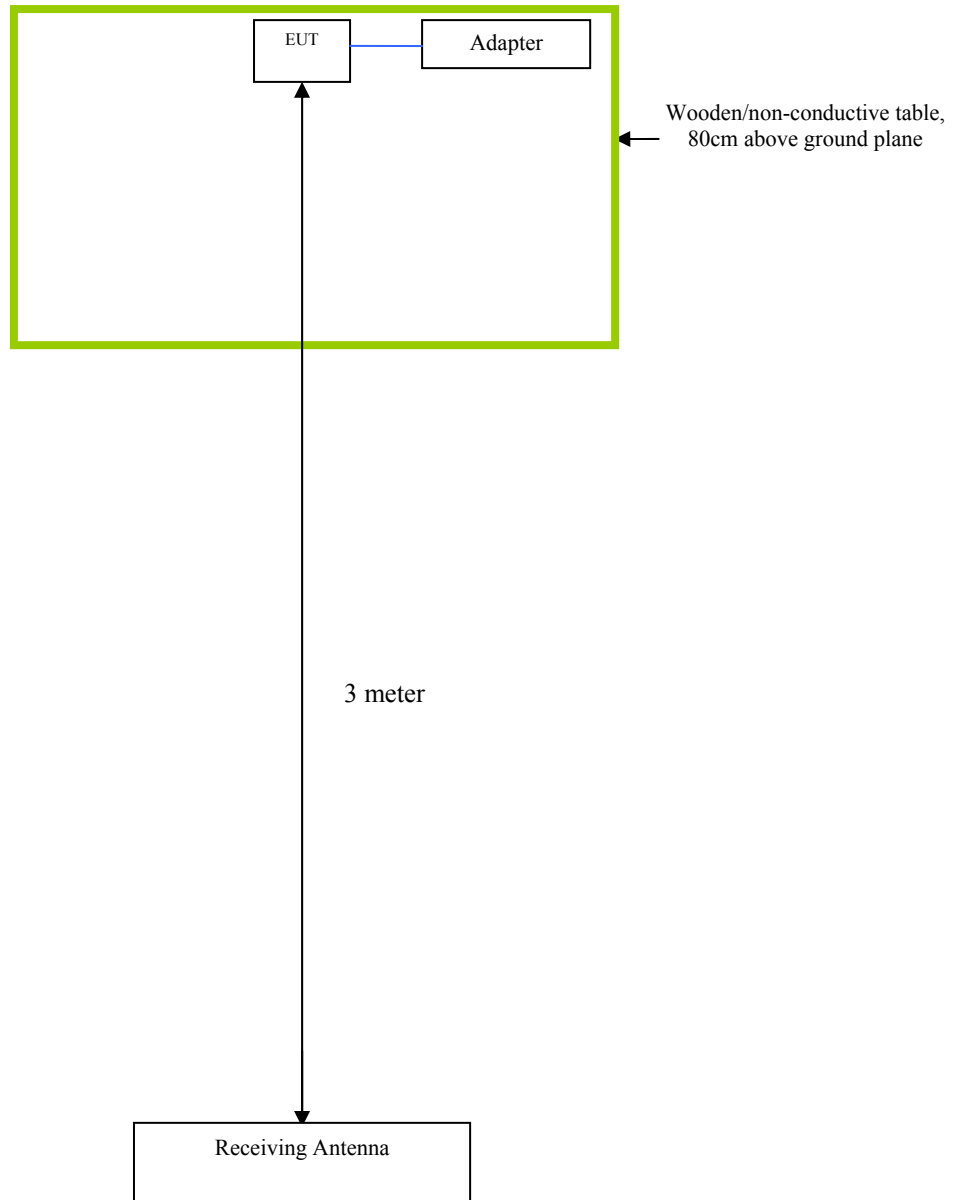 EUT
Adapter
Wooden/non-conductive table,
80cm above ground plane
3 meter
Receiving Antenna